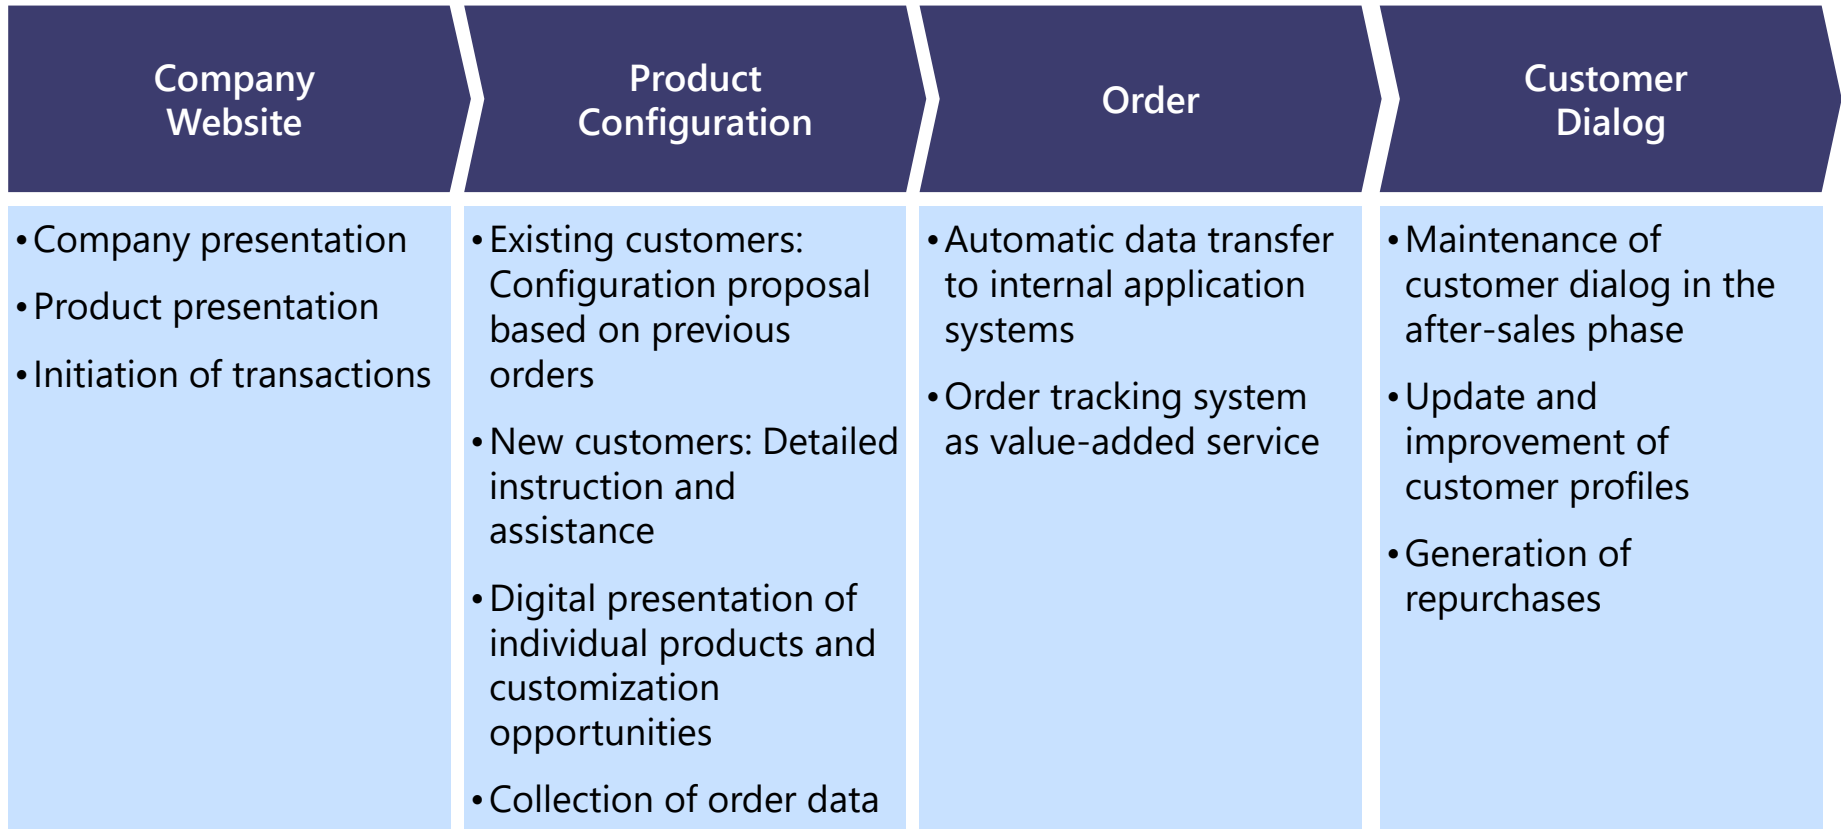 Company
Website
Product
Configuration
Order
Customer
Dialog
•Company presentation
•Product presentation
•Initiation of transactions
•Existing customers:
Configuration proposal
based on previous
orders
•New customers: Detailed
instruction and
assistance
•Digital presentation of
individual products and
customization
opportunities
•Collection of order data
•Automatic data transfer
to internal application
systems
•Order tracking system
as value-added service
•Maintenance of
customer dialog in the
after-sales phase
•Update and
improvement of
customer profiles
•Generation of
repurchases